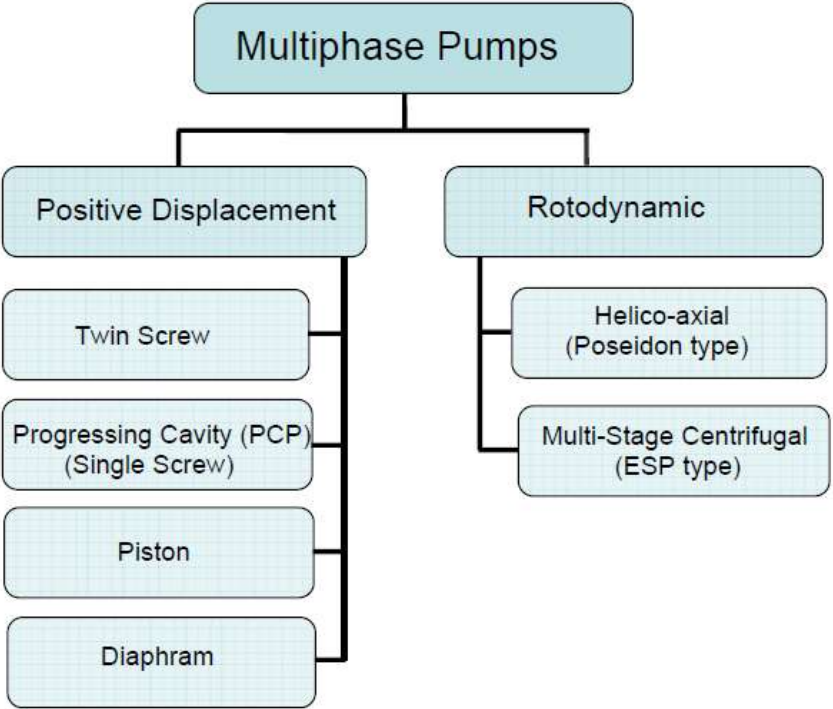 Multiphase Pumps
Positive Displacement
Rotodynamic
Twin Screw
Progressing Cavity (PCP)
(Single Screw)
Piston
Diaphram
Helico-axial
(Poseidon type)
Multi-Stage Centrifugal
(ESP type)